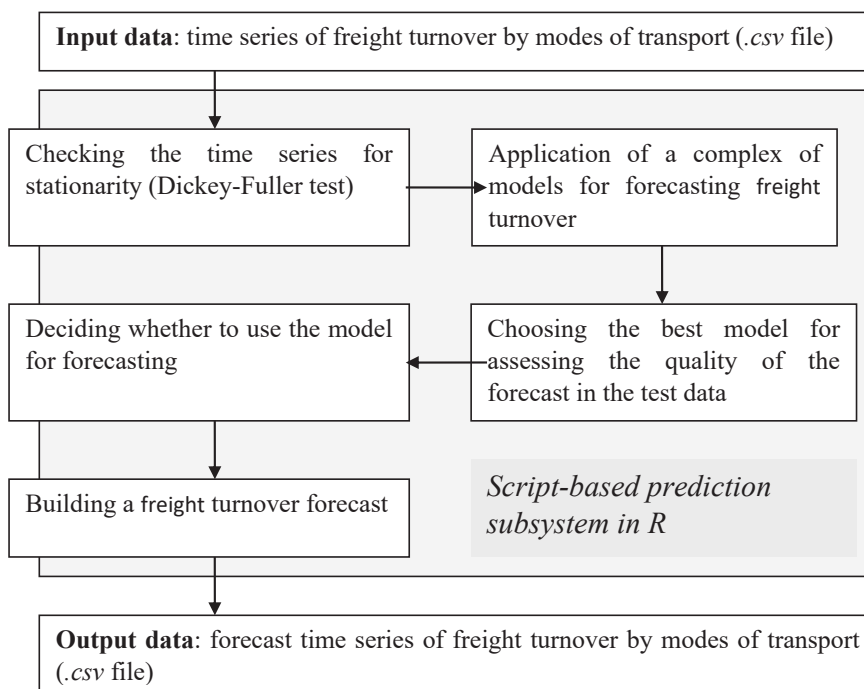 Input data: time series of freight turnover by modes of transport (.csv file)
Checking the time series for
stationarity (Dickey-Fuller test)
Application of a complex of
models for forecasting freight
turnover
Choosing the best model for
assessing the quality of the
forecast in the test data
Deciding whether to use the model
for forecasting
Building a freight turnover forecast
Script-based prediction
subsystem in R
Output data: forecast time series of freight turnover by modes of transport
(.csv file)